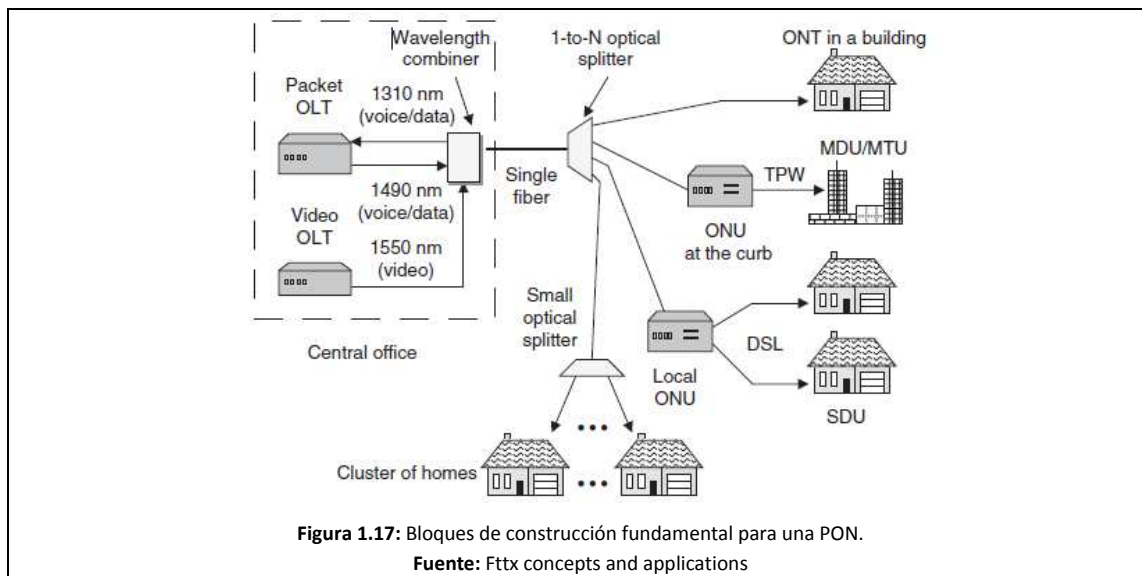 Wavelength
combiner
1-to-N optical
splitter
ONT in a building
Packet
OLT
1310 nm
(voice/data)
MDU/MTU
TPW
Single
fiber
1490 nm
(voice/data)
Video
OLT
1550 nm
(video)
ONU
at the curb
Small
optical
splitter
DSL
Central office
Local
ONU
SDU
Cluster of homes
Figura 1.17: Bloques de construcción fundamental para una PON.
Fuente: Fttx concepts and applications